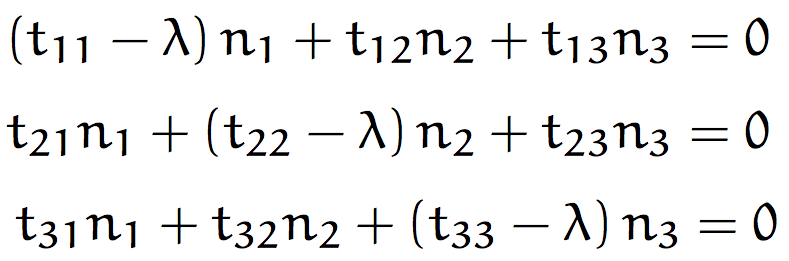 (t₁₁ − λ) n₁ + t₁₂n₂ + t₁₃n₃ = 0
t₂₁n₁ + (t₂₂ − λ) n₂ + t₂₃n₃ = 0
t₃₁n₁ + t₃₂n₂ + (t₃₃ − λ) n₃ = 0